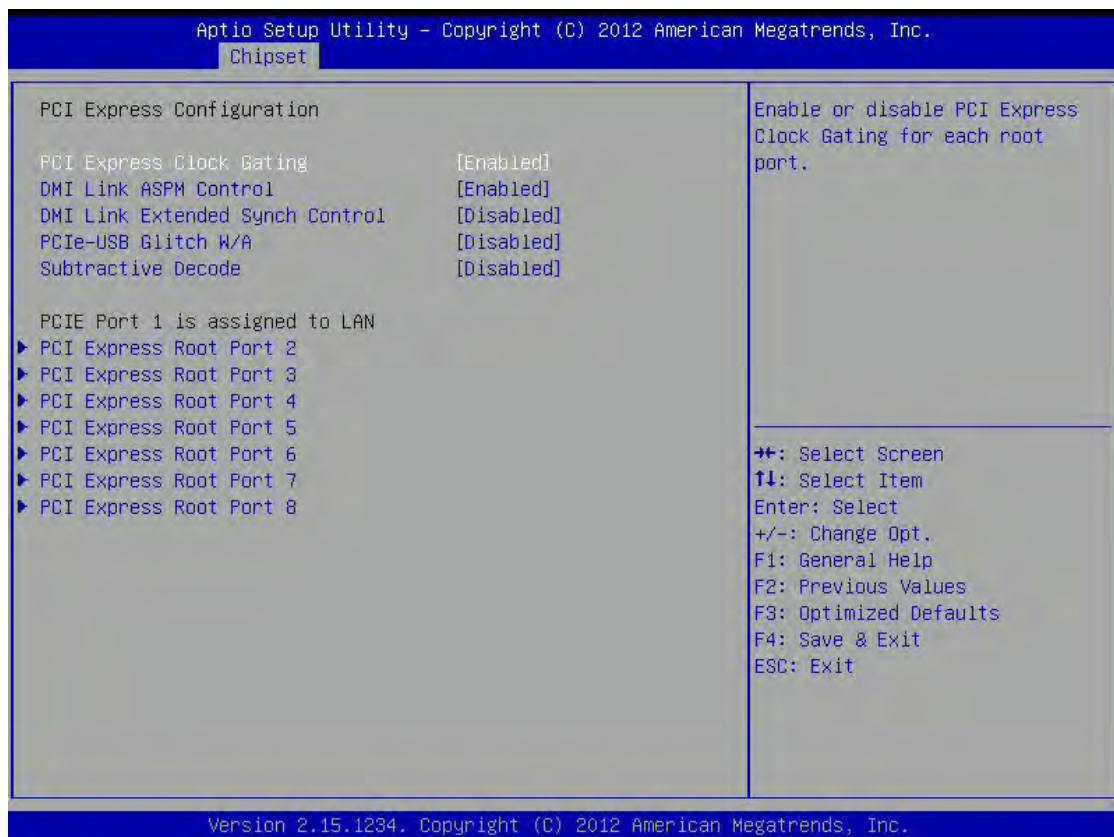 Aptio Setup Utility – Copyright (C) 2012 American Megatrends, Inc.
Chipset
PCI Express Configuration
PCI Express Clock Gating [Enabled]
DMI Link ASPM Control [Enabled]
DMI Link Extended Synch Control [Disabled]
PCIe-USB Glitch W/A [Disabled]
Subtractive Decode [Disabled]
PCIE Port 1 is assigned to LAN
PCI Express Root Port 2
PCI Express Root Port 3
PCI Express Root Port 4
PCI Express Root Port 5
PCI Express Root Port 6
PCI Express Root Port 7
PCI Express Root Port 8
Enable or disable PCI Express
Clock Gating for each root
port.
→←: Select Screen
↑↓: Select Item
Enter: Select
+/-: Change Opt.
F1: General Help
F2: Previous Values
F3: Optimized Defaults
F4: Save & Exit
ESC: Exit
Version 2.15.1234. Copyright (C) 2012 American Megatrends, Inc.